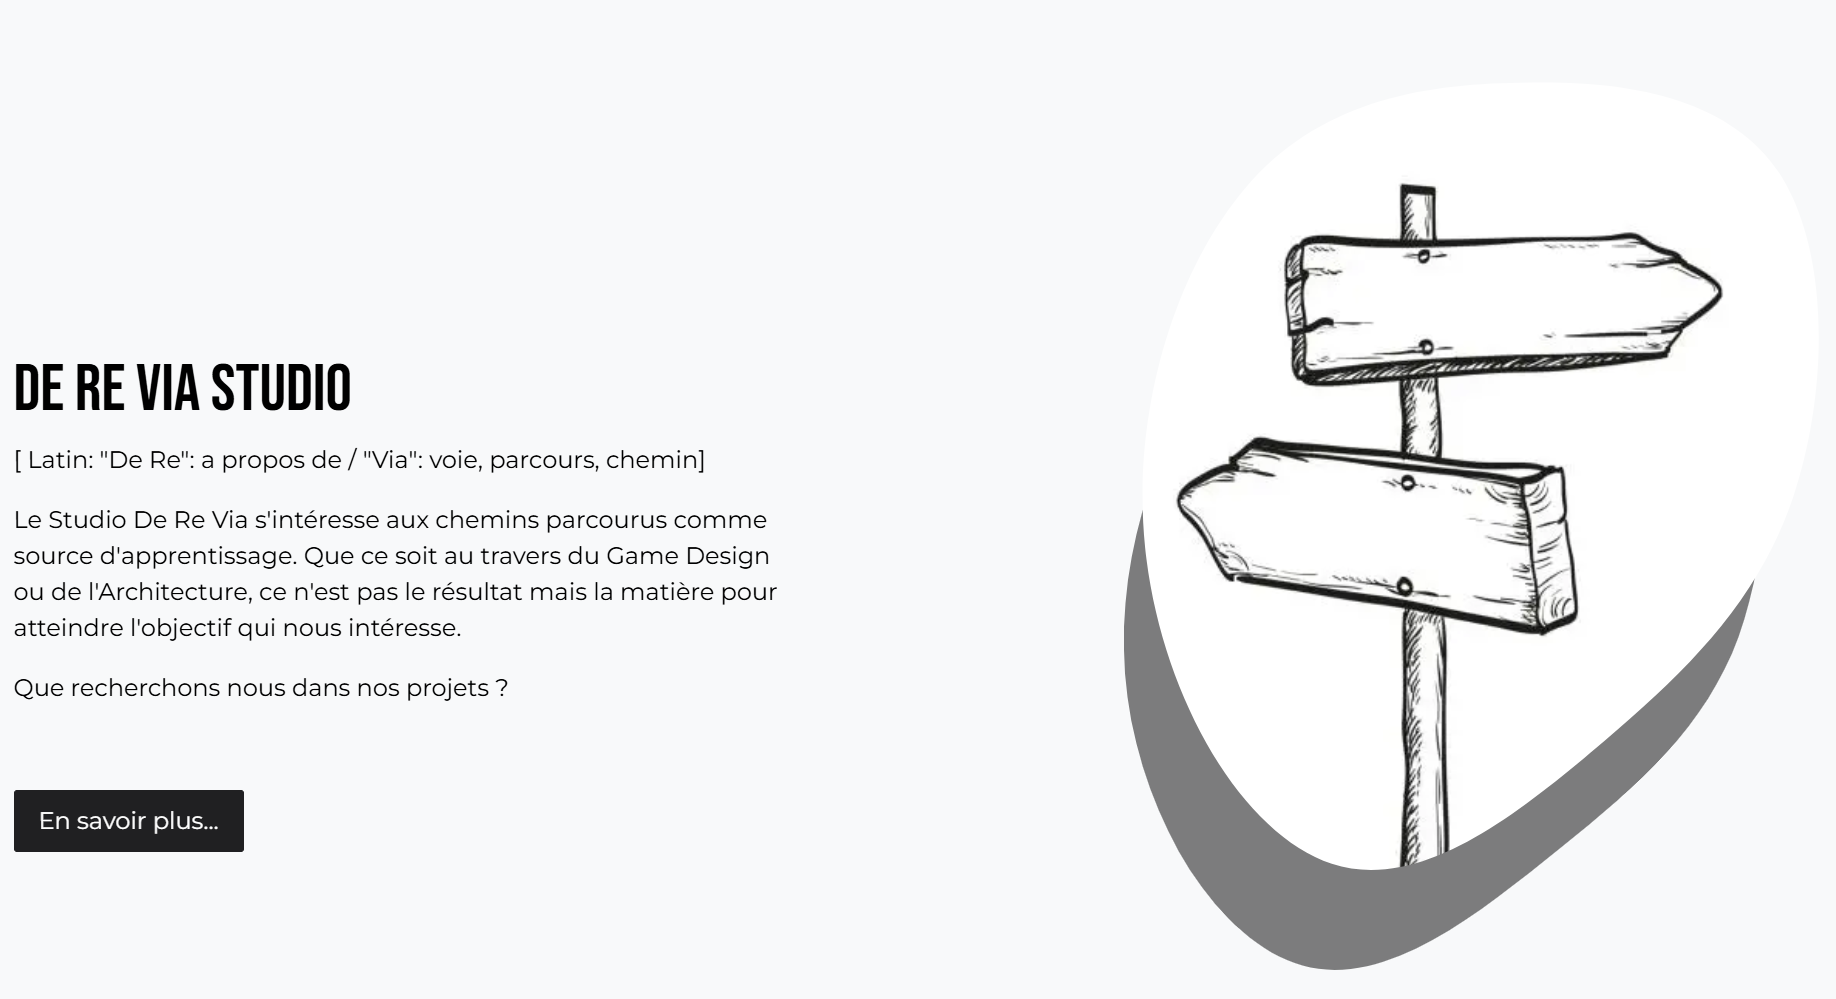 DE RE VIA STUDIO
[ Latin: "De Re": a propos de / "Via": voie, parcours, chemin]
Le Studio De Re Via s'intéresse aux chemins parcourus comme
source d'apprentissage. Que ce soit au travers du Game Design
ou de l'Architecture, ce n'est pas le résultat mais la matière pour
atteindre l'objectif qui nous intéresse.
Que recherchons nous dans nos projets ?
En savoir plus...